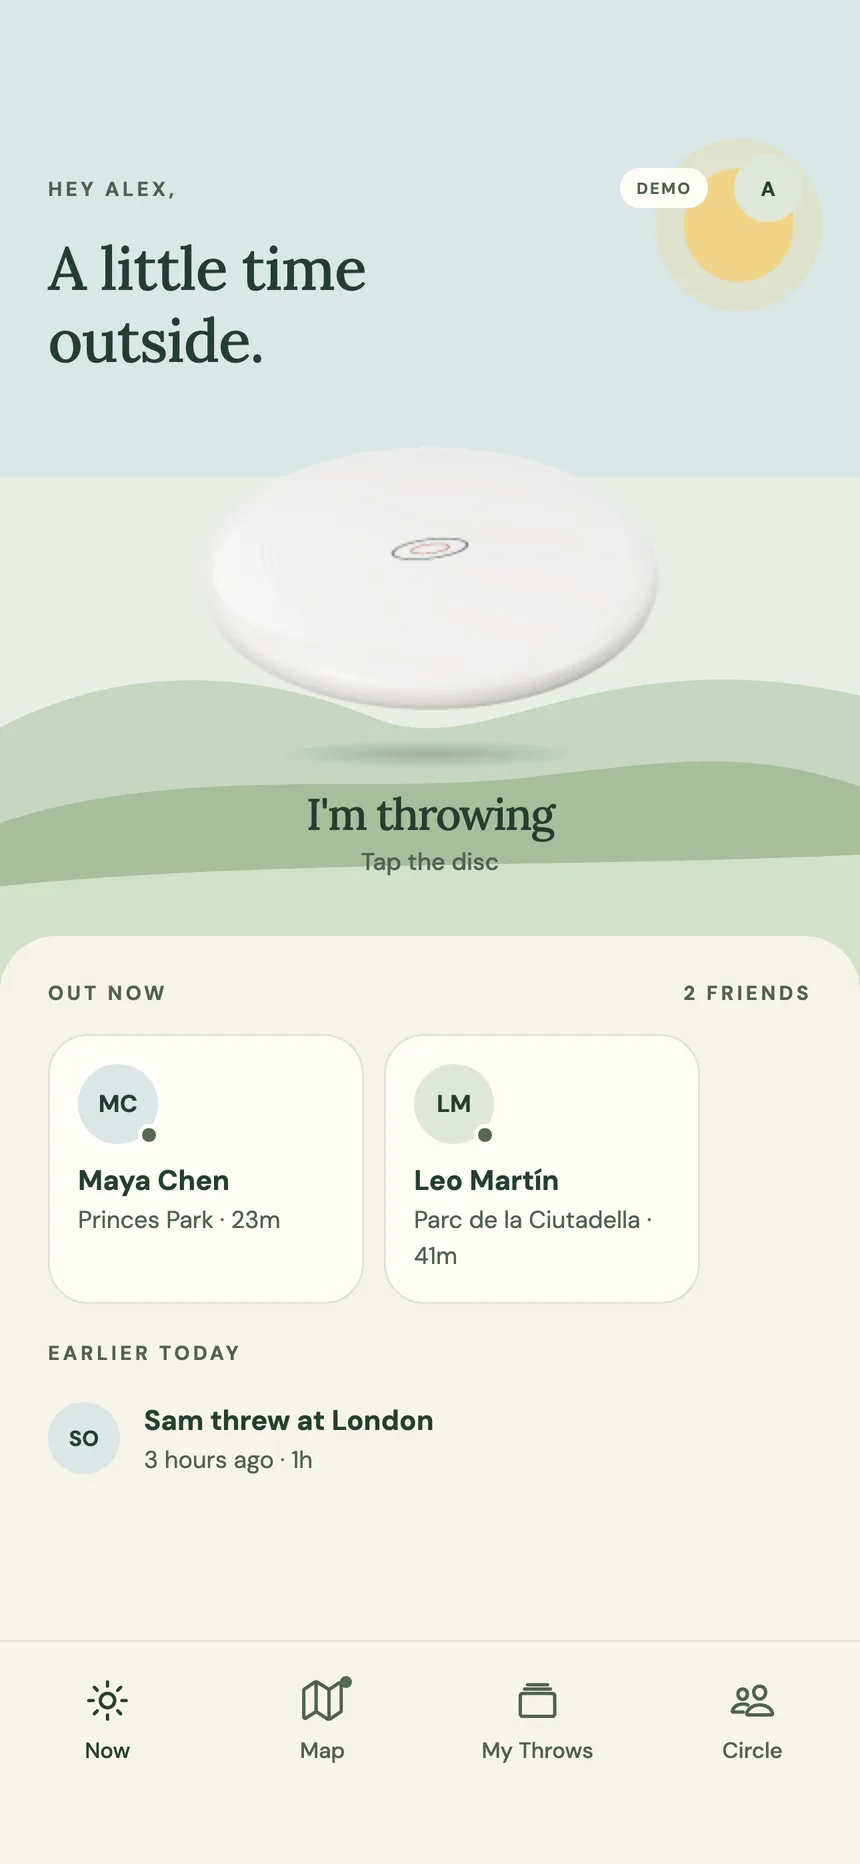 HEY ALEX,
DEMO
A
A little time
outside.
I'm throwing
Tap the disc
OUT NOW
2 FRIENDS
MC
Maya Chen
Princes Park · 23m
LM
Leo Martín
Parc de la Ciutadella ·
41m
EARLIER TODAY
SO
Sam threw at London
3 hours ago · 1h
Now
Map
My Throws
Circle